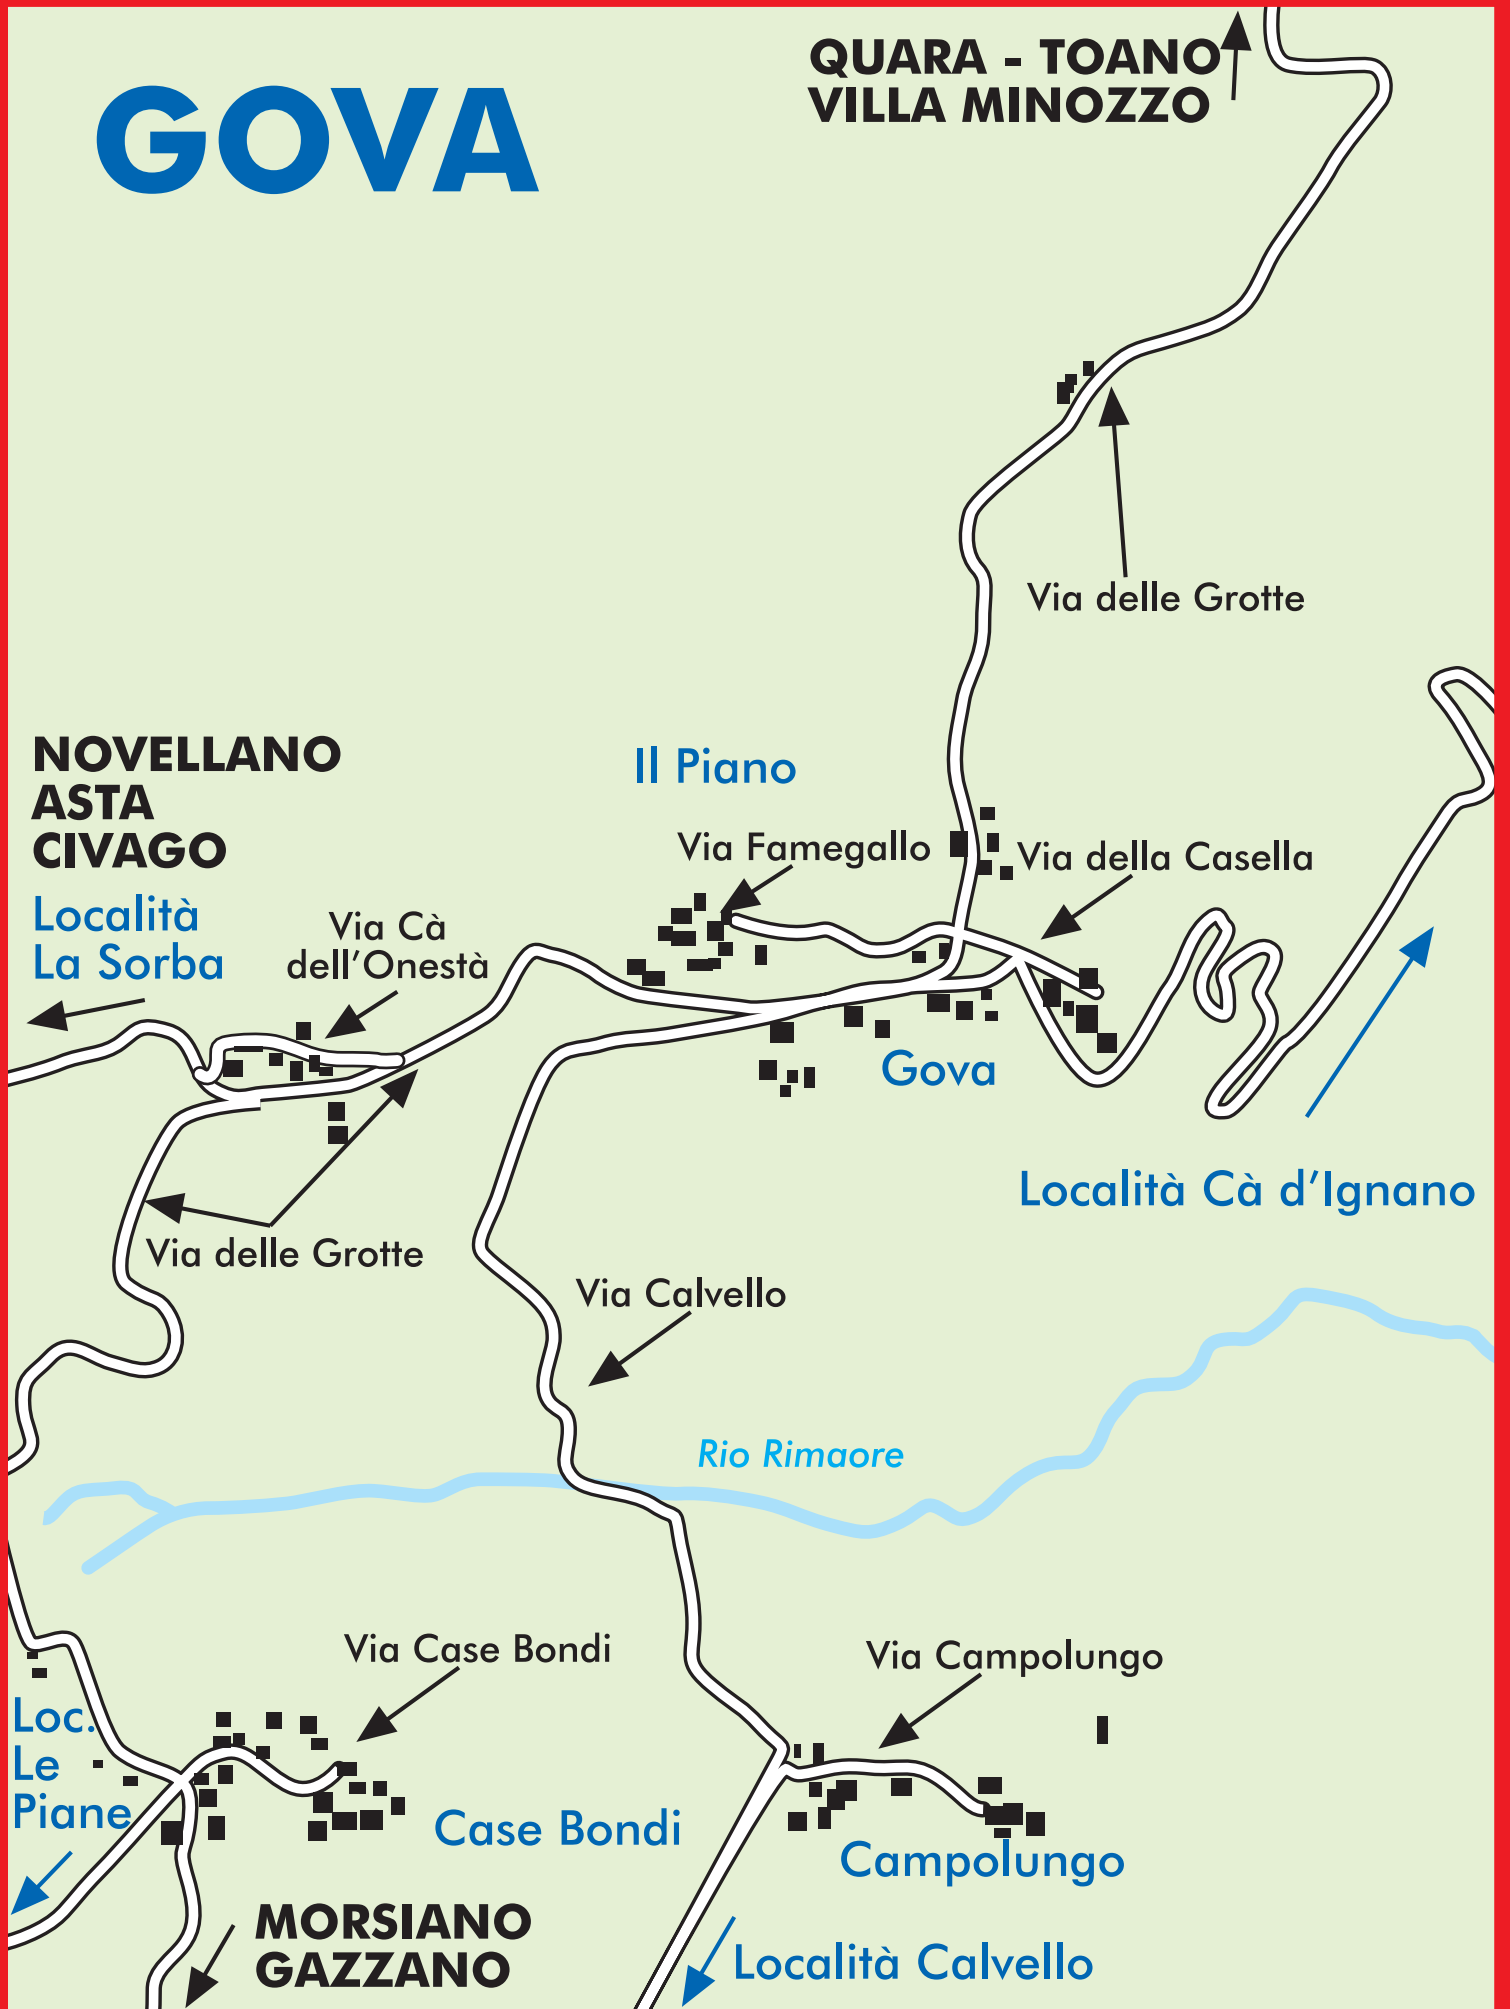 GOVA
QUARA - TOANO
VILLA MINOZZO
Via delle Grotte
NOVELLANO
ASTA
CIVAGO
Località
La Sorba
Il Piano
Via Famegallo
Via della Casella
Via Cà
dell'Onestà
Gova
Località Cà d'Ignano
Via delle Grotte
Via Calvello
Rio Rimaore
Via Case Bondi
Via Campolungo
Loc.
Le
Piane
Case Bondi
Campolungo
MORSIANO
GAZZANO
Località Calvello